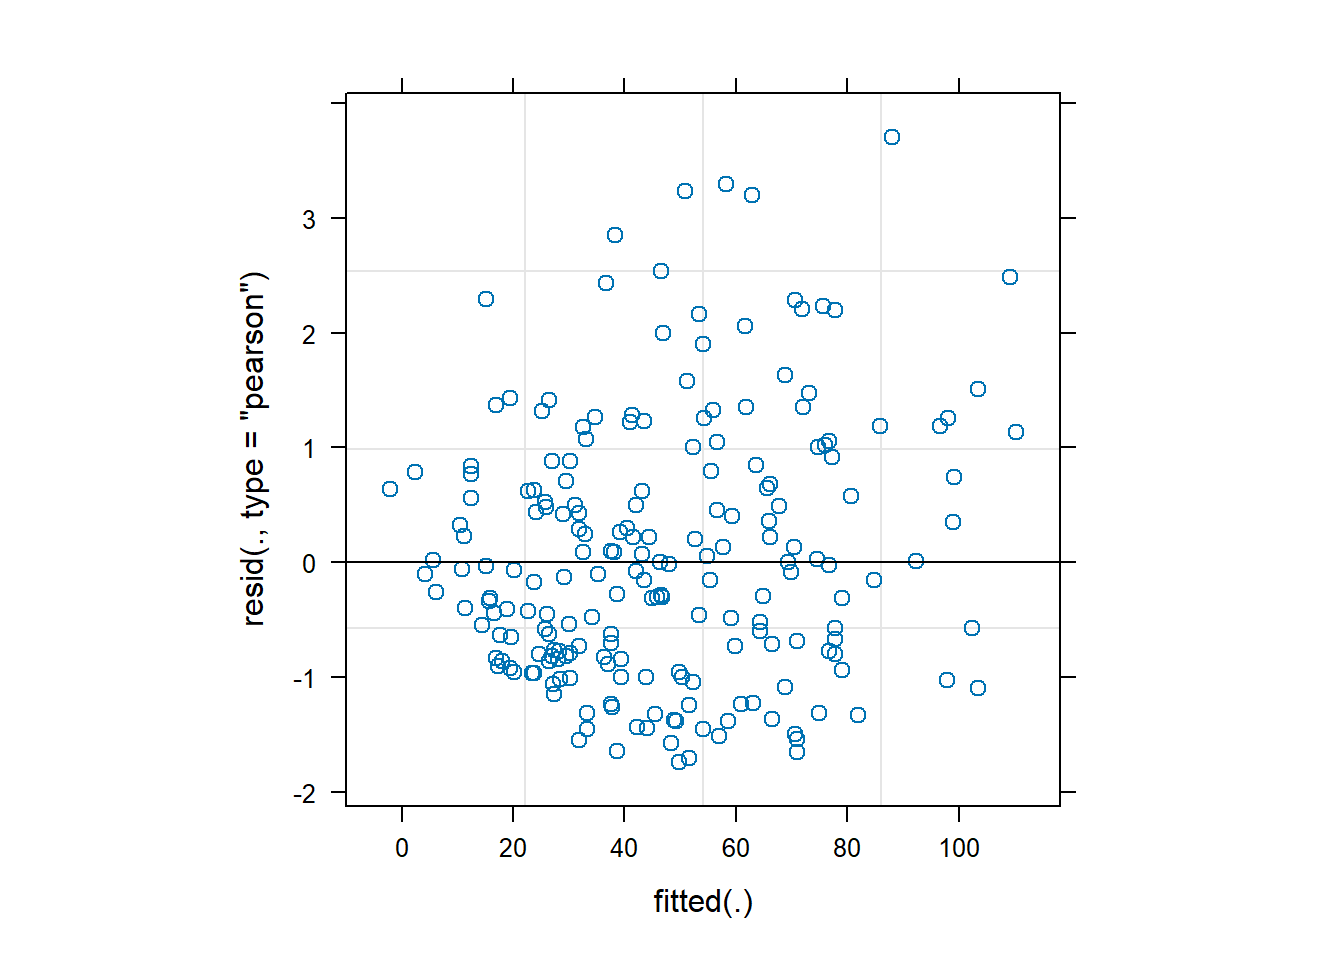 resid(., type = "pearson")
3
2
1
0
-1
-2
0 20 40 60 80 100
fitted(.)